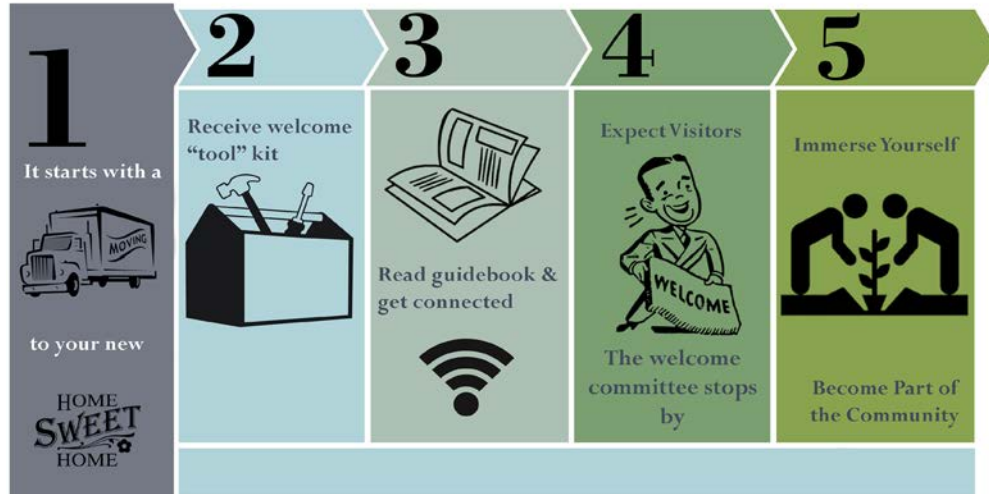 1
It starts with a
MOVING
to your new
HOME
SWEET
HOME
2
Receive welcome
“tool” kit
3
Read guidebook &
get connected
4
Expect Visitors
WELCOME
The welcome
committee stops
by
5
Immerse Yourself
Become Part of
the Community